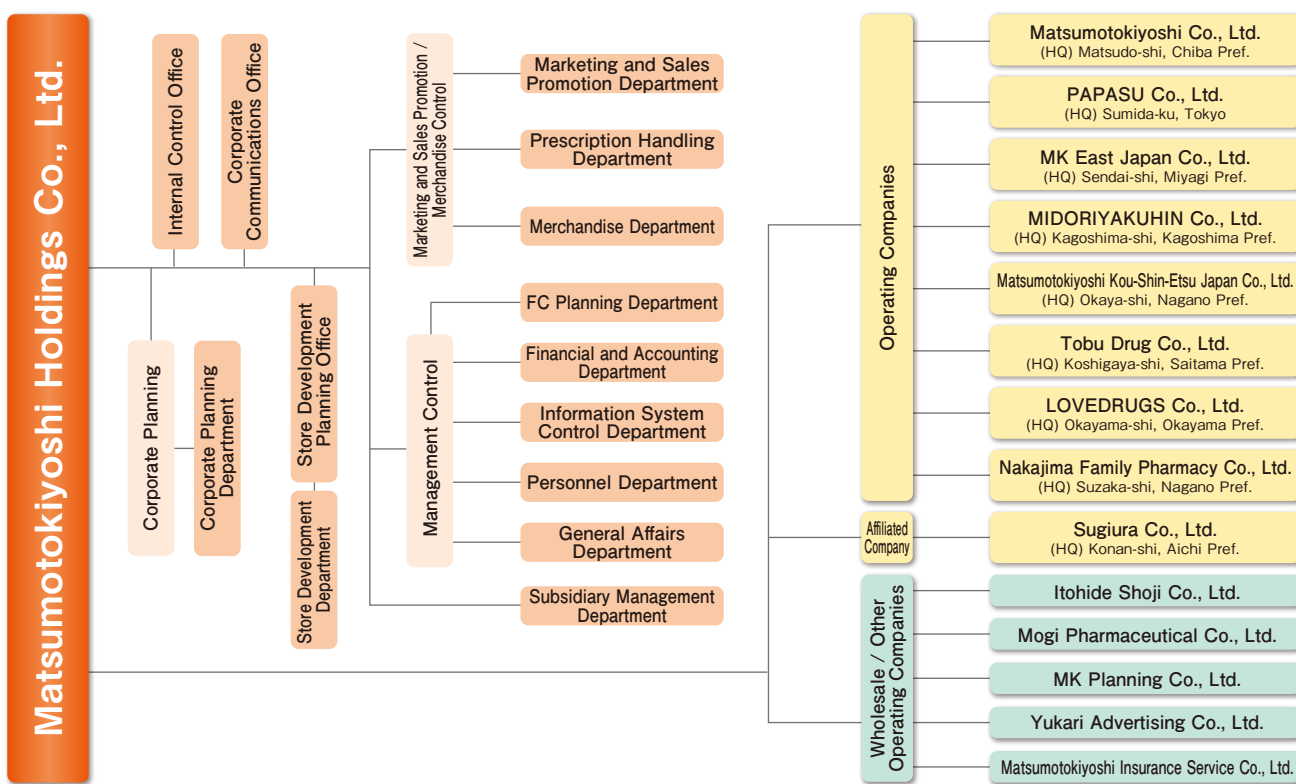 Matsumotokiyoshi Holdings Co., Ltd.
Internal Control Office
Corporate
Communications Office
Corporate Planning
Corporate Planning
Department
Store Development
Planning Office
Store Development
Department
Marketing and Sales Promotion /
Merchandise Control
Marketing and Sales
Promotion Department
Prescription Handling
Department
Merchandise Department
Management Control
FC Planning Department
Financial and Accounting
Department
Information System
Control Department
Personnel Department
General Affairs
Department
Subsidiary Management
Department
Operating Companies
Matsumotokiyoshi Co., Ltd.
(HQ) Matsudo-shi, Chiba Pref.
PAPASU Co., Ltd.
(HQ) Sumida-ku, Tokyo
MK East Japan Co., Ltd.
(HQ) Sendai-shi, Miyagi Pref.
MIDORIYAKUHIN Co., Ltd.
(HQ) Kagoshima-shi, Kagoshima Pref.
Matsumotokiyoshi Kou-Shin-Etsu Japan Co., Ltd.
(HQ) Okaya-shi, Nagano Pref.
Tobu Drug Co., Ltd.
(HQ) Koshigaya-shi, Saitama Pref.
LOVEDRUGS Co., Ltd.
(HQ) Okayama-shi, Okayama Pref.
Nakajima Family Pharmacy Co., Ltd.
(HQ) Suzaka-shi, Nagano Pref.
Affiliated
Company
Sugiura Co., Ltd.
(HQ) Konan-shi, Aichi Pref.
Wholesale / Other
Operating Companies
Itohide Shoji Co., Ltd.
Mogi Pharmaceutical Co., Ltd.
MK Planning Co., Ltd.
Yukari Advertising Co., Ltd.
Matsumotokiyoshi Insurance Service Co., Ltd.